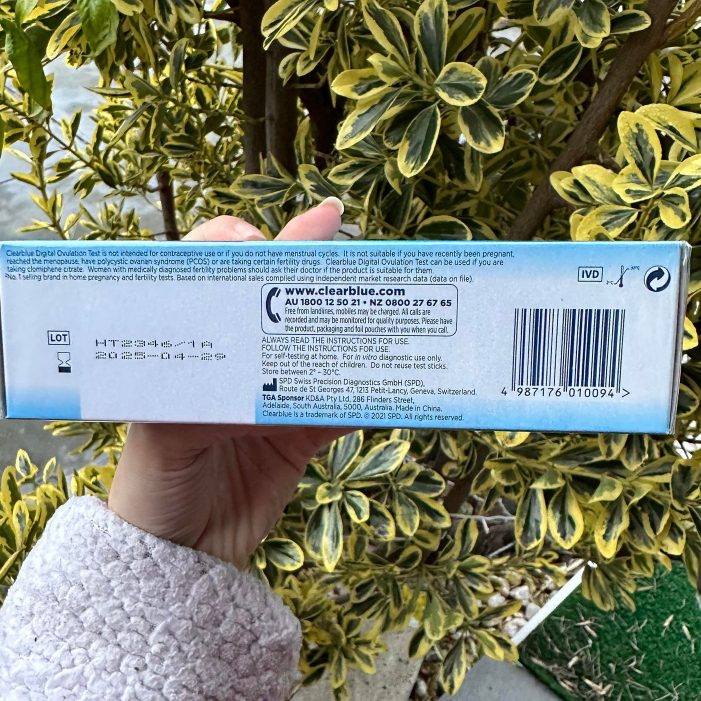 Clearblue Digital Ovulation Test is not intended for contraceptive use or if you do not have menstrual cycles. It is not suitable if you have recently been pregnant,
reached the menopause, have polycystic ovarian syndrome (PCOS) or are taking certain fertility drugs. Clearblue Digital Ovulation Test can be used if you are
taking clomiphene citrate. Women with medically diagnosed fertility problems should ask their doctor if the product is suitable for them.
No. 1 selling brand in home pregnancy and fertility tests. Based on international sales compiled using independent market research data (data on file).
IVD
2°C
30°C
www.clearblue.com
AU 1800 12 50 21 • NZ 0800 27 67 65
Free from landlines, mobiles may be charged. All calls are
recorded and may be monitored for quality purposes. Please have
the product, packaging and foil pouches with you when you call.
LOT
2025-04-29
ALWAYS READ THE INSTRUCTIONS FOR USE.
FOLLOW THE INSTRUCTIONS FOR USE.
For self-testing at home. For in vitro diagnostic use only.
Keep out of the reach of children. Do not reuse test sticks.
Store between 2° - 30°C.
SPD Swiss Precision Diagnostics GmbH (SPD),
Route de St Georges 47, 1213 Petit-Lancy, Geneva, Switzerland.
TGA Sponsor KD&A Pty Ltd, 286 Flinders Street,
Adelaide, South Australia, 5000, Australia. Made in China.
Clearblue is a trademark of SPD. © 2021 SPD. All rights reserved.
4 987176 010094 >